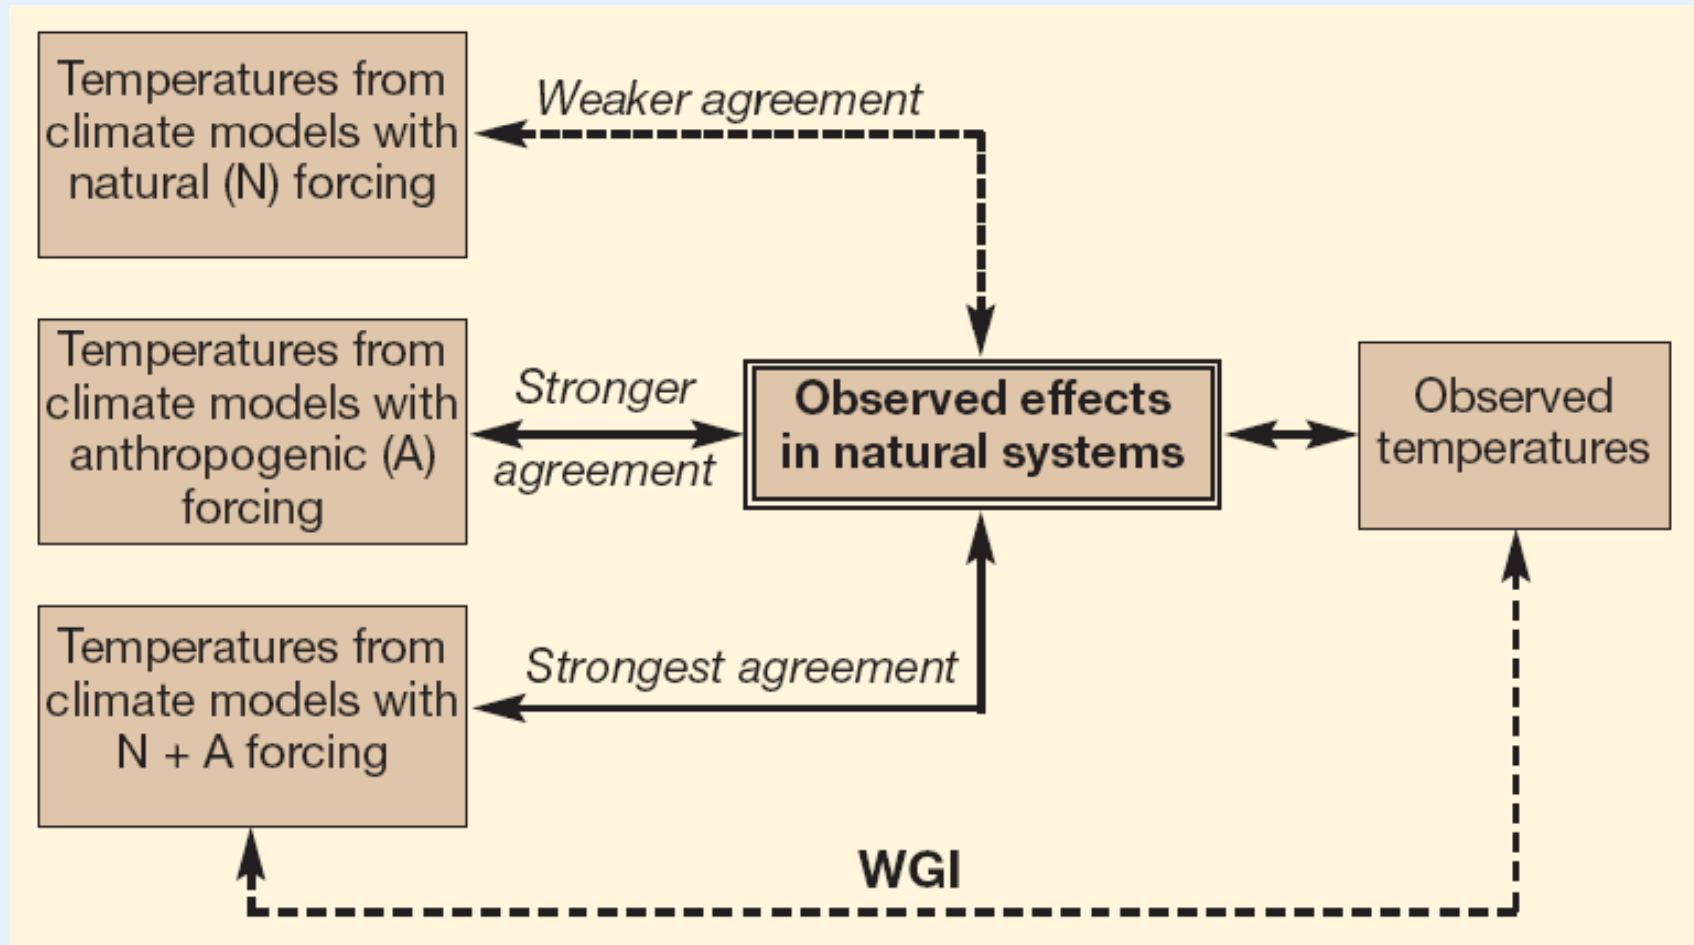 Temperatures from
climate models with
natural (N) forcing
Weaker agreement
Temperatures from
climate models with
anthropogenic (A)
forcing
Stronger
agreement
Observed effects
in natural systems
Observed
temperatures
Temperatures from
climate models with
N + A forcing
Strongest agreement
WGI